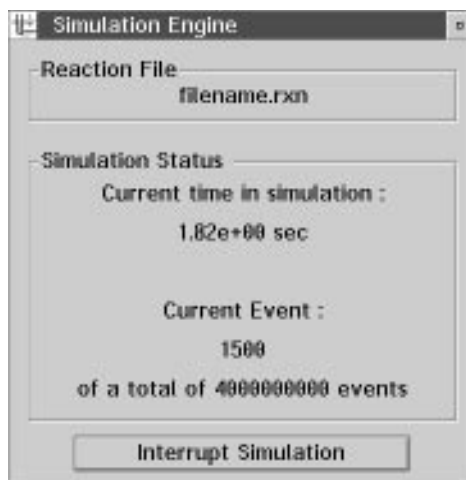 Simulation Engine
Reaction File
filename.rxn
Simulation Status
Current time in simulation :
1.82e+00 sec
Current Event :
1500
of a total of 4000000000 events
Interrupt Simulation